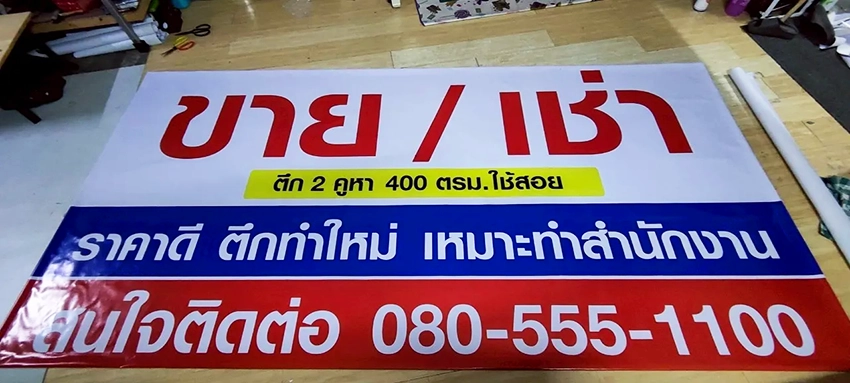 ขาย / เช่า
ตึก 2 คูหา 400 ตรม.ใช้สอย
ราคาดี ตึกทำใหม่ เหมาะทำสำนักงาน
สนใจติดต่อ 080-555-1100